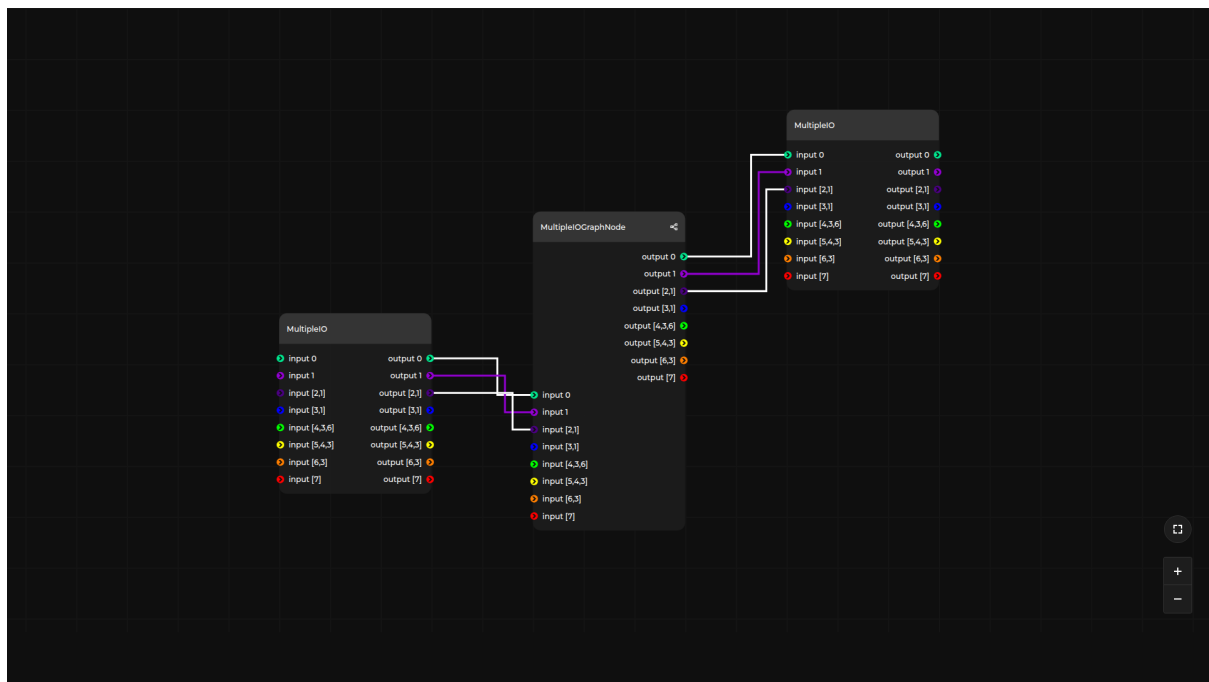 MultipleIO
input 0 output 0
input 1 output 1
input [2,1] output [2,1]
input [3,1] output [3,1]
input [4,3,6] output [4,3,6]
input [5,4,3] output [5,4,3]
input [6,3] output [6,3]
input [7] output [7]
MultipleIOGraphNode
output 0
output 1
output [2,1]
output [3,1]
output [4,3,6]
output [5,4,3]
output [6,3]
output [7]
input 0
input 1
input [2,1]
input [3,1]
input [4,3,6]
input [5,4,3]
input [6,3]
input [7]
MultipleIO
input 0 output 0
input 1 output 1
input [2,1] output [2,1]
input [3,1] output [3,1]
input [4,3,6] output [4,3,6]
input [5,4,3] output [5,4,3]
input [6,3] output [6,3]
input [7] output [7]
+
−